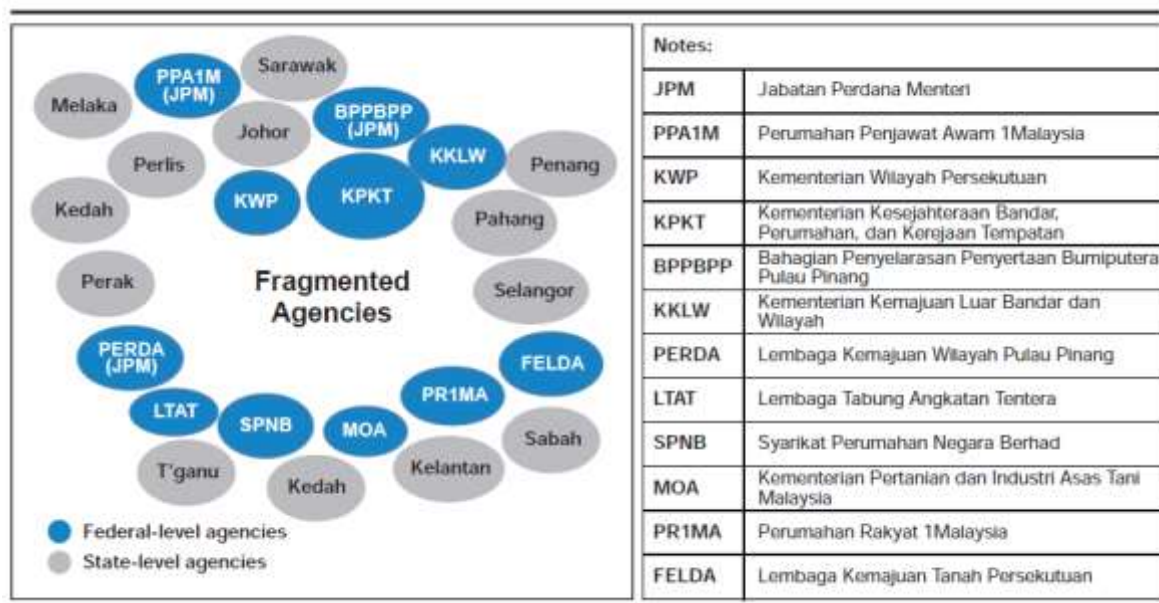 Sarawak
PPA1M
(JPM)
Melaka
BPPBPP
(JPM)
Johor
KKLW
Perlis
Penang
KWP
KPKT
Kedah
Pahang
Perak
Fragmented
Agencies
Selangor
PERDA
(JPM)
FELDA
PR1MA
LTAT
SPNB
MOA
Sabah
T'ganu
Kedah
Kelantan
Federal-level agencies
State-level agencies
Notes:
JPM Jabatan Perdana Menteri
PPA1M Perumahan Penjawat Awam 1Malaysia
KWP Kementerian Wilayah Persekutuan
KPKT Kementerian Kesejahteraan Bandar,
Perumahan, dan Kerejaan Tempatan
BPPBPP Bahagian Penyelarasan Penyertaan Bumiputera
Pulau Pinang
KKLW Kementerian Kemajuan Luar Bandar dan
Wilayah
PERDA Lembaga Kemajuan Wilayah Pulau Pinang
LTAT Lembaga Tabung Angkatan Tentera
SPNB Syarikat Perumahan Negara Berhad
MOA Kementerian Pertanian dan Industri Asas Tani
Malaysia
PR1MA Perumahan Rakyat 1Malaysia
FELDA Lembaga Kemajuan Tanah Persekutuan